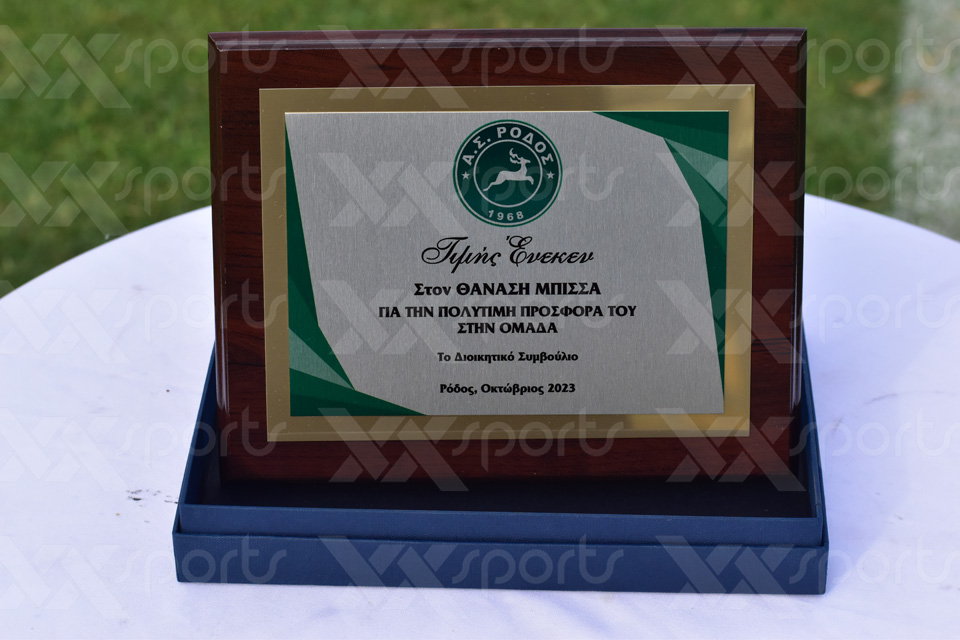 Α.Σ. ΡΟΔΟΣ
1968
Τιμής Ένεκεν
Στον ΘΑΝΑΣΗ ΜΠΙΣΣΑ
ΓΙΑ ΤΗΝ ΠΟΛΥΤΙΜΗ ΠΡΟΣΦΟΡΑ ΤΟΥ
ΣΤΗΝ ΟΜΑΔΑ
Το Διοικητικό Συμβούλιο
Ρόδος, Οκτώβριος 2023
XXsports